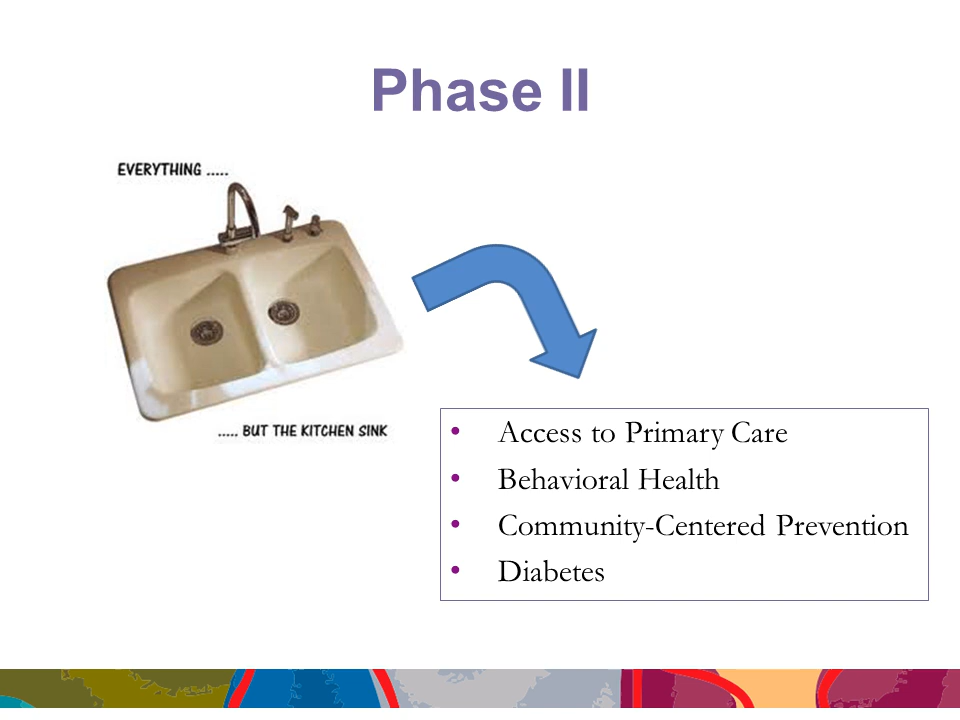 Phase II
EVERYTHING .....
..... BUT THE KITCHEN SINK
• Access to Primary Care
• Behavioral Health
• Community-Centered Prevention
• Diabetes